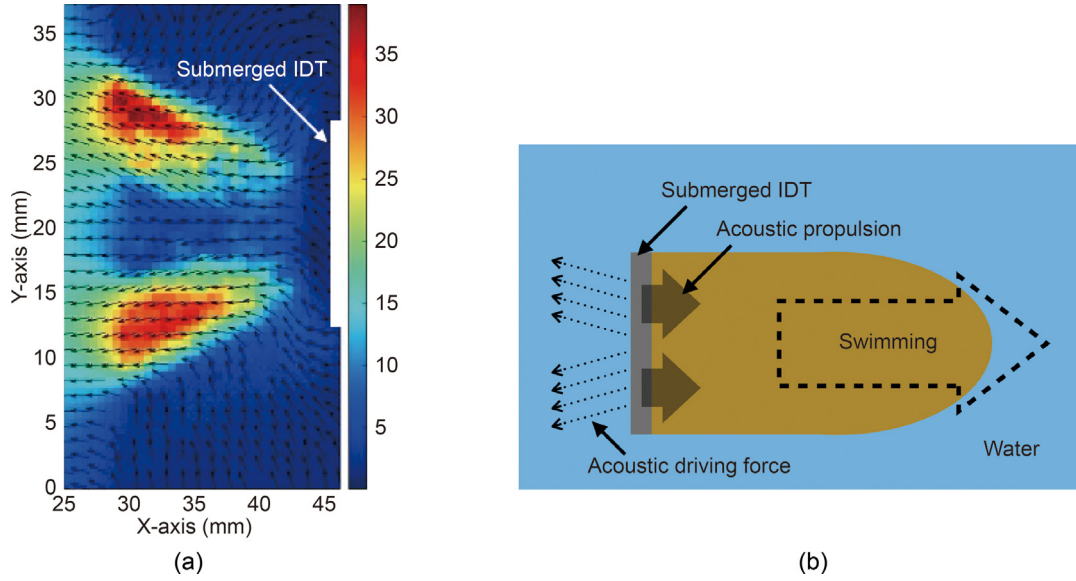 Submerged IDT
35
30
25
20
15
10
5
0
Y-axis (mm)
25
30
35
40
45
X-axis (mm)
35
30
25
20
15
10
5
(a)
Submerged IDT
Acoustic propulsion
Swimming
Water
Acoustic driving force
(b)